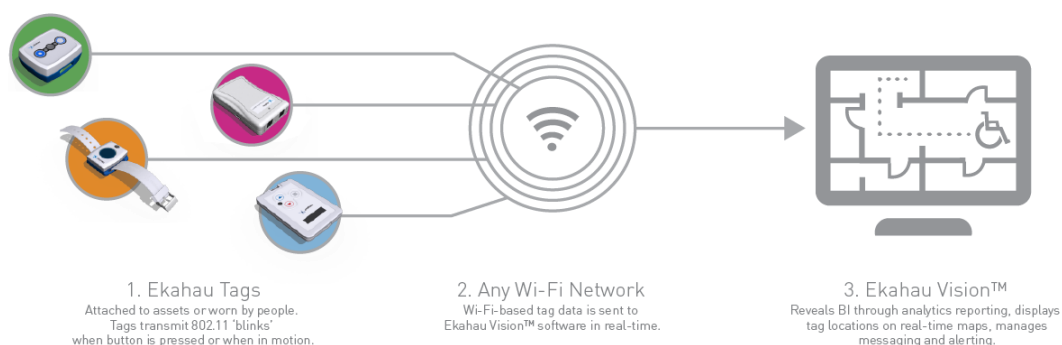 1. Ekahau Tags
Attached to assets or worn by people.
Tags transmit 802.11 'blinks'
when button is pressed or when in motion.
2. Any Wi-Fi Network
Wi-Fi-based tag data is sent to
Ekahau Vision™ software in real-time.
3. Ekahau Vision™
Reveals BI through analytics reporting, displays
tag locations on real-time maps, manages
messaging and alerting.